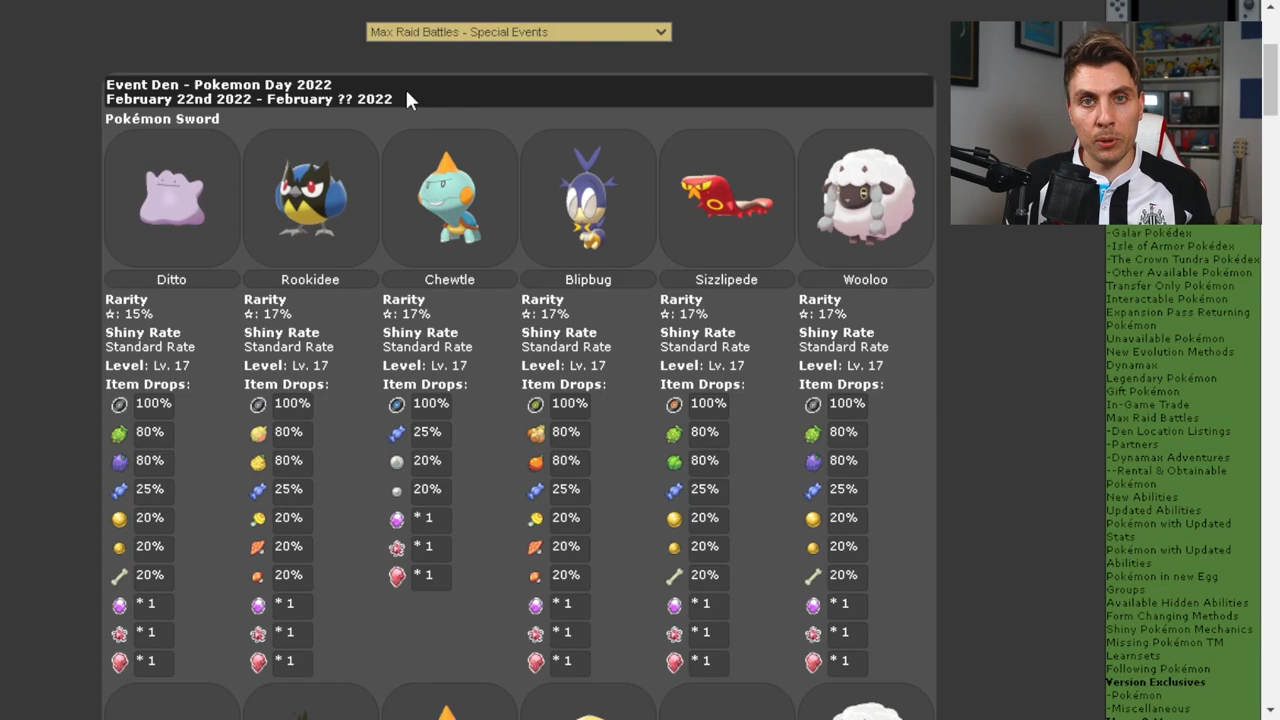 Max Raid Battles - Special Events
Event Den - Pokemon Day 2022
February 22nd 2022 - February ?? 2022
Pokémon Sword
Ditto Rookidee Chewtle Blipbug Sizzlipede Wooloo
Rarity Rarity Rarity Rarity Rarity Rarity
☆: 15% ☆: 17% ☆: 17% ☆: 17% ☆: 17% ☆: 17%
Shiny Rate Shiny Rate Shiny Rate Shiny Rate Shiny Rate Shiny Rate
Standard Rate Standard Rate Standard Rate Standard Rate Standard Rate Standard Rate
Level: Lv. 17 Level: Lv. 17 Level: Lv. 17 Level: Lv. 17 Level: Lv. 17 Level: Lv. 17
Item Drops: Item Drops: Item Drops: Item Drops: Item Drops: Item Drops:
100% 100% 100% 100% 100% 100%
80% 80% 25% 80% 80% 80%
80% 80% 20% 80% 80% 80%
25% 25% 20% 25% 25% 25%
20% 20% * 1 20% 20% 20%
20% 20% * 1 20% 20% 20%
20% 20% * 1 20% 20% 20%
* 1 * 1 * 1 * 1 * 1
* 1 * 1 * 1 * 1 * 1
* 1 * 1 * 1 * 1 * 1
-Galar Pokédex
-Isle of Armor Pokédex
-The Crown Tundra Pokédex
-Other Available Pokémon
Transfer Only Pokémon
Interactable Pokémon
Expansion Pass Returning
Pokémon
Unavailable Pokémon
New Evolution Methods
Dynamax
Legendary Pokémon
Gift Pokémon
In-Game Trade
Max Raid Battles
-Den Location Listings
-Partners
-Dynamax Adventures
--Rental & Obtainable
Pokémon
New Abilities
Updated Abilities
Pokémon with Updated
Stats
Pokémon with Updated
Abilities
Pokémon in new Egg
Groups
Available Hidden Abilities
Form Changing Methods
Shiny Pokémon Mechanics
Missing Pokémon TM
Learnsets
Following Pokémon
Version Exclusives
-Pokémon
-Miscellaneous